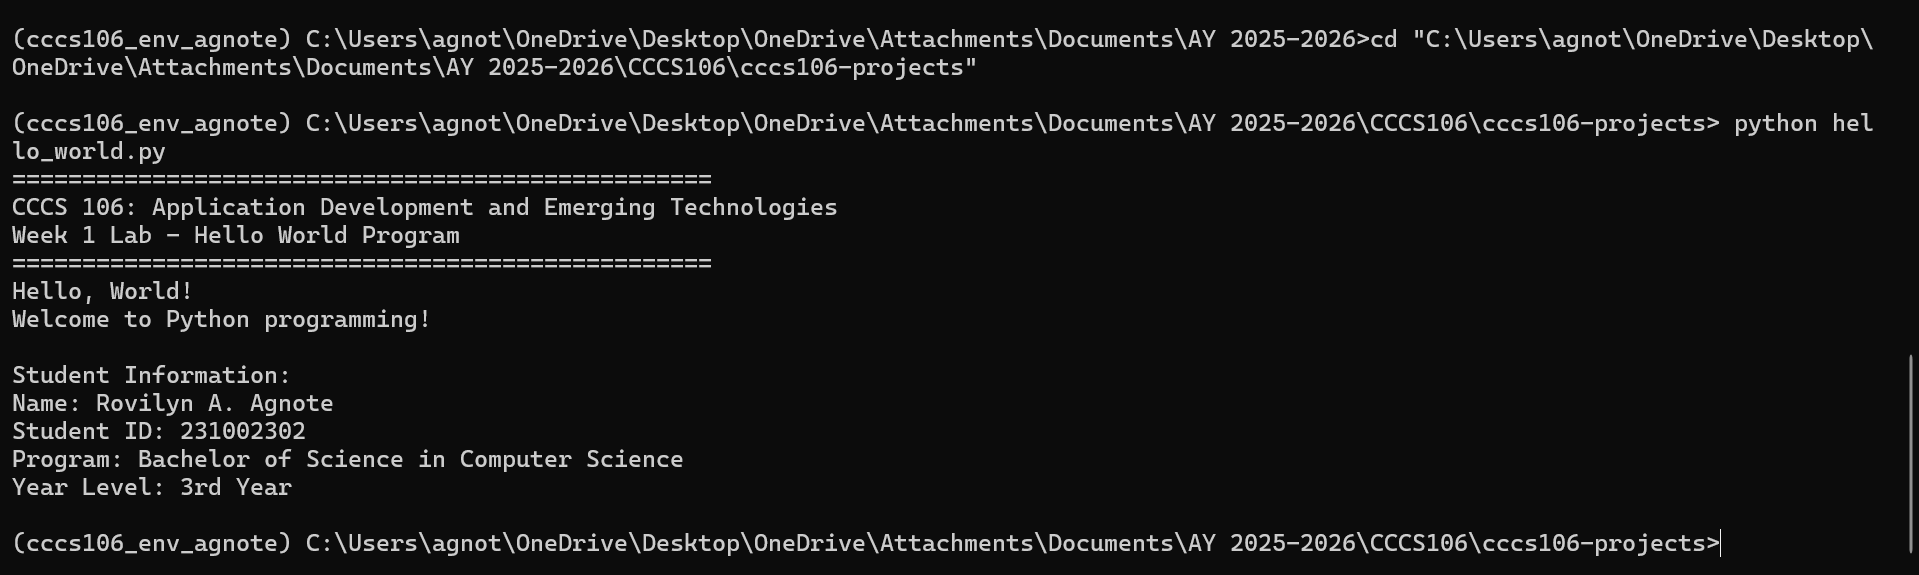 (cccs106_env_agnote) C:\Users\agnot\OneDrive\Desktop\OneDrive\Attachments\Documents\AY 2025-2026>cd "C:\Users\agnot\OneDrive\Desktop\
OneDrive\Attachments\Documents\AY 2025-2026\CCCS106\cccs106-projects"
(cccs106_env_agnote) C:\Users\agnot\OneDrive\Desktop\OneDrive\Attachments\Documents\AY 2025-2026\CCCS106\cccs106-projects> python hel
lo_world.py
==================================================
CCCS 106: Application Development and Emerging Technologies
Week 1 Lab - Hello World Program
==================================================
Hello, World!
Welcome to Python programming!
Student Information:
Name: Rovilyn A. Agnote
Student ID: 231002302
Program: Bachelor of Science in Computer Science
Year Level: 3rd Year
(cccs106_env_agnote) C:\Users\agnot\OneDrive\Desktop\OneDrive\Attachments\Documents\AY 2025-2026\CCCS106\cccs106-projects>